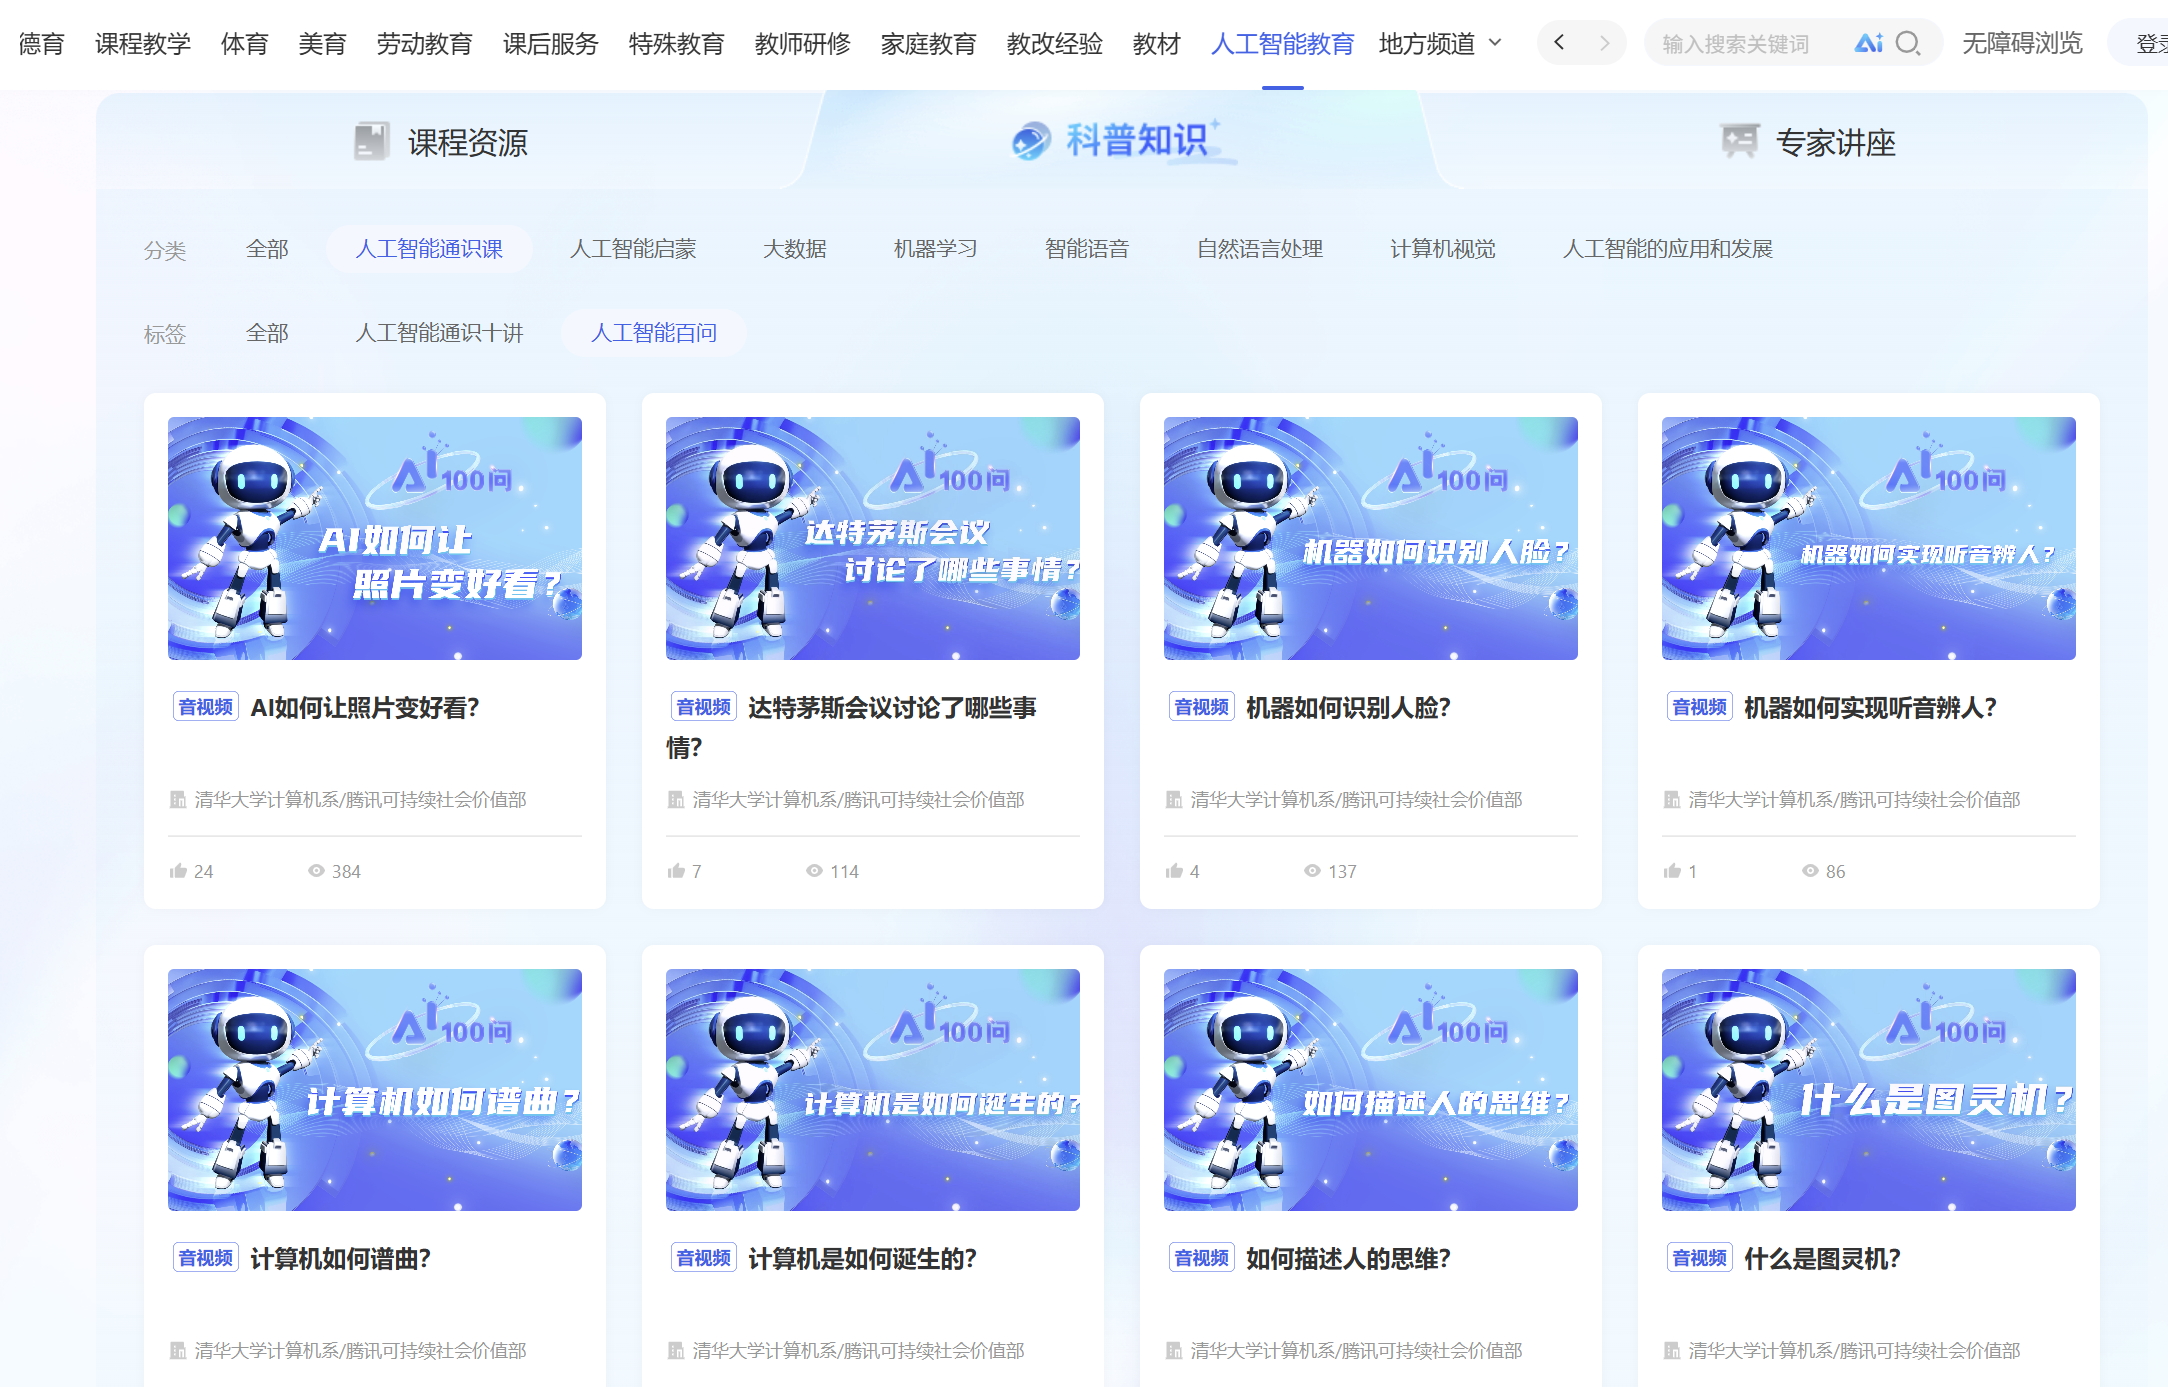 德育 课程教学 体育 美育 劳动教育 课后服务 特殊教育 教师研修 家庭教育 教改经验 教材 人工智能教育 地方频道 输入搜索关键词 Ai 无障碍浏览
课程资源 科普知识 专家讲座
分类 全部 人工智能通识课 人工智能启蒙 大数据 机器学习 智能语音 自然语言处理 计算机视觉 人工智能的应用和发展
标签 全部 人工智能通识十讲 人工智能百问
AI100问
AI如何让
照片变好看?
音视频 AI如何让照片变好看?
清华大学计算机系/腾讯可持续社会价值部
24 384
AI100问
达特茅斯会议
讨论了哪些事情?
音视频 达特茅斯会议讨论了哪些事
情?
清华大学计算机系/腾讯可持续社会价值部
7 114
AI100问
机器如何识别人脸?
音视频 机器如何识别人脸?
清华大学计算机系/腾讯可持续社会价值部
4 137
AI100问
机器如何实现听音辨人?
音视频 机器如何实现听音辨人?
清华大学计算机系/腾讯可持续社会价值部
1 86
AI100问
计算机如何谱曲?
音视频 计算机如何谱曲?
清华大学计算机系/腾讯可持续社会价值部
AI100问
计算机是如何诞生的?
音视频 计算机是如何诞生的?
清华大学计算机系/腾讯可持续社会价值部
AI100问
如何描述人的思维?
音视频 如何描述人的思维?
清华大学计算机系/腾讯可持续社会价值部
AI100问
什么是图灵机?
音视频 什么是图灵机?
清华大学计算机系/腾讯可持续社会价值部